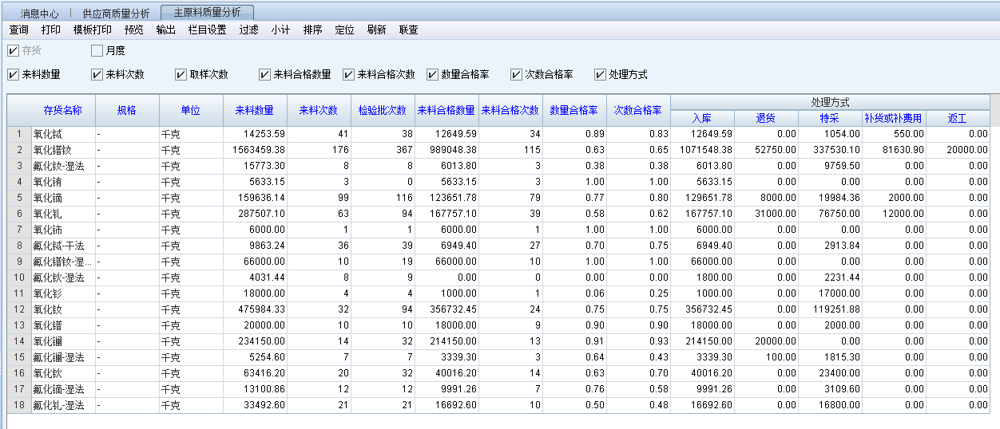 消息中心 供应商质量分析 主原料质量分析
查询 打印 模板打印 预览 输出 栏目设置 过滤 小计 排序 定位 刷新 联查
存货 月度
来料数量 来料次数 取样次数 来料合格数量 来料合格次数 数量合格率 次数合格率 处理方式
存货名称 规格 单位 来料数量 来料次数 检验批次数 来料合格数量 来料合格次数 数量合格率 次数合格率 处理方式
入库 退货 特采 补货或补费用 返工
1 氧化铽 - 千克 14253.59 41 38 12649.59 34 0.89 0.83 12649.59 0.00 1054.00 550.00 0.00
2 氧化镨钕 - 千克 1563459.38 176 367 989048.38 115 0.63 0.65 1071548.38 52750.00 337530.10 81630.90 20000.00
3 氟化钕-湿法 - 千克 15773.30 8 8 6013.80 3 0.38 0.38 6013.80 0.00 9759.50 0.00 0.00
4 氧化铕 - 千克 5633.15 3 0 5633.15 3 1.00 1.00 5633.15 0.00 0.00 0.00 0.00
5 氧化镝 - 千克 159636.14 99 116 123651.78 79 0.77 0.80 129651.78 8000.00 19984.36 2000.00 0.00
6 氧化钆 - 千克 287507.10 63 94 167757.10 39 0.58 0.62 167757.10 31000.00 76750.00 12000.00 0.00
7 氧化铈 - 千克 6000.00 1 1 6000.00 1 1.00 1.00 6000.00 0.00 0.00 0.00 0.00
8 氟化铽-干法 - 千克 9863.24 36 39 6949.40 27 0.70 0.75 6949.40 0.00 2913.84 0.00 0.00
9 氟化镨钕-湿... - 千克 66000.00 10 19 66000.00 10 1.00 1.00 66000.00 0.00 0.00 0.00 0.00
10 氟化钬-湿法 - 千克 4031.44 8 9 0.00 0 0.00 0.00 1800.00 0.00 2231.44 0.00 0.00
11 氧化钐 - 千克 18000.00 4 4 1000.00 1 0.06 0.25 1000.00 0.00 17000.00 0.00 0.00
12 氧化钕 - 千克 475984.33 32 94 356732.45 24 0.75 0.75 356732.45 0.00 119251.88 0.00 0.00
13 氧化镨 - 千克 20000.00 10 10 18000.00 9 0.90 0.90 18000.00 0.00 2000.00 0.00 0.00
14 氧化镧 - 千克 234150.00 14 32 214150.00 13 0.91 0.93 214150.00 20000.00 0.00 0.00 0.00
15 氟化镧-湿法 - 千克 5254.60 7 7 3339.30 3 0.64 0.43 3339.30 100.00 1815.30 0.00 0.00
16 氧化钬 - 千克 63416.20 20 32 40016.20 14 0.63 0.70 40016.20 0.00 23400.00 0.00 0.00
17 氟化镝-湿法 - 千克 13100.86 12 12 9991.26 7 0.76 0.58 9991.26 0.00 3109.60 0.00 0.00
18 氟化钆-湿法 - 千克 33492.60 21 21 16692.60 10 0.50 0.48 16692.60 0.00 16800.00 0.00 0.00